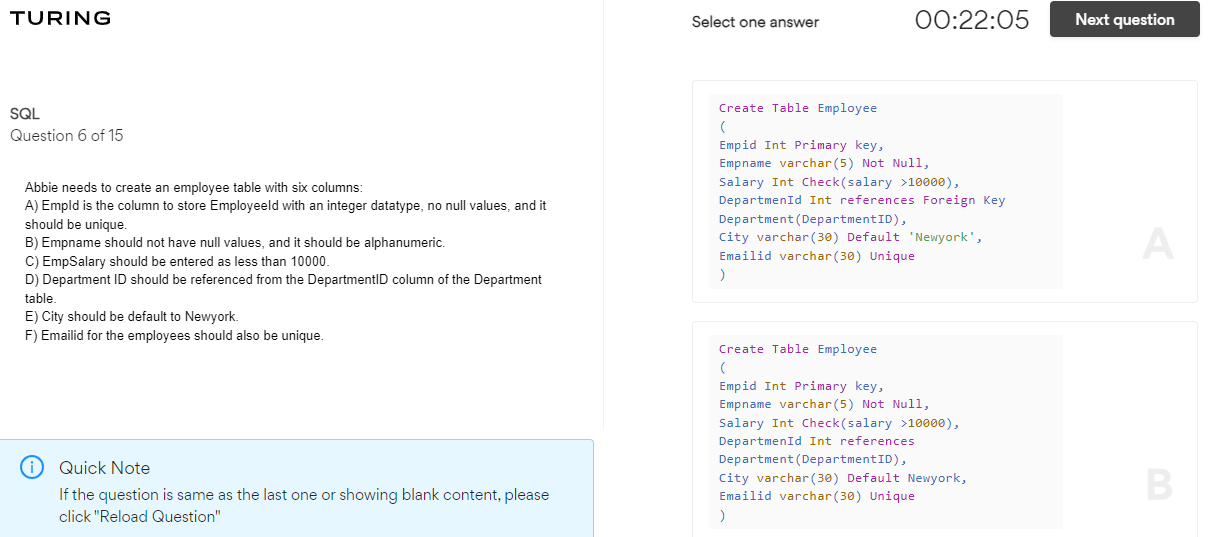 TURING
SQL
Question 6 of 15
Abbie needs to create an employee table with six columns:
A) EmpId is the column to store EmployeeId with an integer datatype, no null values, and it
should be unique.
B) Empname should not have null values, and it should be alphanumeric.
C) EmpSalary should be entered as less than 10000.
D) Department ID should be referenced from the DepartmentID column of the Department
table.
E) City should be default to Newyork.
F) Emailid for the employees should also be unique.
Quick Note
If the question is same as the last one or showing blank content, please
click "Reload Question"
Select one answer
00:22:05
Next question
Create Table Employee
(
Empid Int Primary key,
Empname varchar(5) Not Null,
Salary Int Check(salary >10000),
DepartmenId Int references Foreign Key
Department(DepartmentID),
City varchar(30) Default 'Newyork',
Emailid varchar(30) Unique
)
A
Create Table Employee
(
Empid Int Primary key,
Empname varchar(5) Not Null,
Salary Int Check(salary >10000),
DepartmenId Int references
Department(DepartmentID),
City varchar(30) Default Newyork,
Emailid varchar(30) Unique
)
B